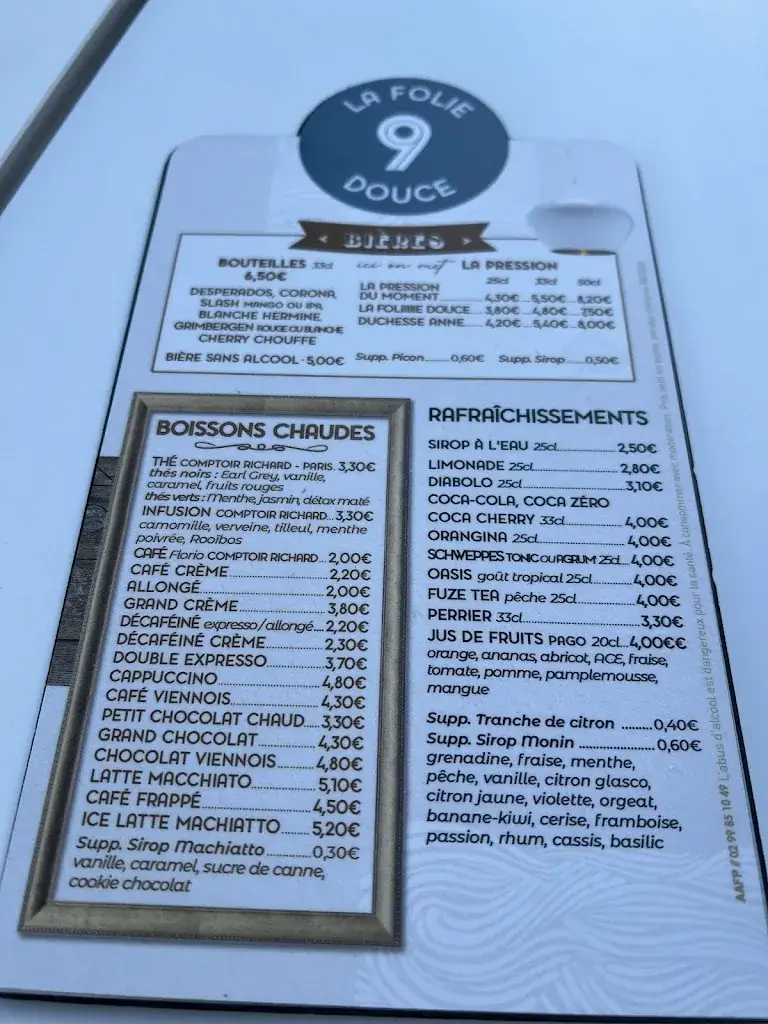 LA FOLIE
9
DOUCE
BIÈRES
BOUTEILLES 33cl
6,50€
DESPERADOS, CORONA,
SLASH MANGO OU IPA,
BLANCHE HERMINE,
GRIMBERGEN ROUGE OU BLANCHE
CHERRY CHOUFFE
BIÈRE SANS ALCOOL - 5,00€
ici on met LA PRESSION
25cl 33cl 50cl
LA PRESSION
DU MOMENT 4,30€ 5,50€ 8,20€
LA FOLIIIIE DOUCE 3,80€ 4,80€ 7,50€
DUCHESSE ANNE 4,20€ 5,40€ 8,00€
Supp. Picon 0,60€ Supp. Sirop 0,50€
BOISSONS CHAUDES
THÉ COMPTOIR RICHARD - PARIS. 3,30€
thés noirs : Earl Grey, vanille,
caramel, fruits rouges
thés verts : Menthe, jasmin, détox maté
INFUSION COMPTOIR RICHARD 3,30€
camomille, verveine, tilleul, menthe
poivrée, Rooïbos
CAFÉ Florio COMPTOIR RICHARD 2,00€
CAFÉ CRÈME 2,20€
ALLONGÉ 2,00€
GRAND CRÈME 3,80€
DÉCAFÉINÉ expresso/allongé 2,20€
DÉCAFÉINÉ CRÈME 2,30€
DOUBLE EXPRESSO 3,70€
CAPPUCCINO 4,80€
CAFÉ VIENNOIS 4,30€
PETIT CHOCOLAT CHAUD 3,30€
GRAND CHOCOLAT 4,30€
CHOCOLAT VIENNOIS 4,80€
LATTE MACCHIATO 5,10€
CAFÉ FRAPPÉ 4,50€
ICE LATTE MACHIATTO 5,20€
Supp. Sirop Machiatto 0,30€
vanille, caramel, sucre de canne,
cookie chocolat
RAFRAÎCHISSEMENTS
SIROP À L'EAU 25cl 2,50€
LIMONADE 25cl 2,80€
DIABOLO 25cl 3,10€
COCA-COLA, COCA ZÉRO
COCA CHERRY 33cl 4,00€
ORANGINA 25cl 4,00€
SCHWEPPES TONIC OU AGRUM 25cl 4,00€
OASIS goût tropical 25cl 4,00€
FUZE TEA pêche 25cl 4,00€
PERRIER 33cl 3,30€
JUS DE FRUITS PAGO 20cl 4,00€€
orange, ananas, abricot, ACE, fraise,
tomate, pomme, pamplemousse,
mangue
Supp. Tranche de citron 0,40€
Supp. Sirop Monin 0,60€
grenadine, fraise, menthe,
pêche, vanille, citron glasco,
citron jaune, violette, orgeat,
banane-kiwi, cerise, framboise,
passion, rhum, cassis, basilic
AAFP // 02 99 85 10 49 L'abus d'alcool est dangereux pour la santé. À consommer avec modération.